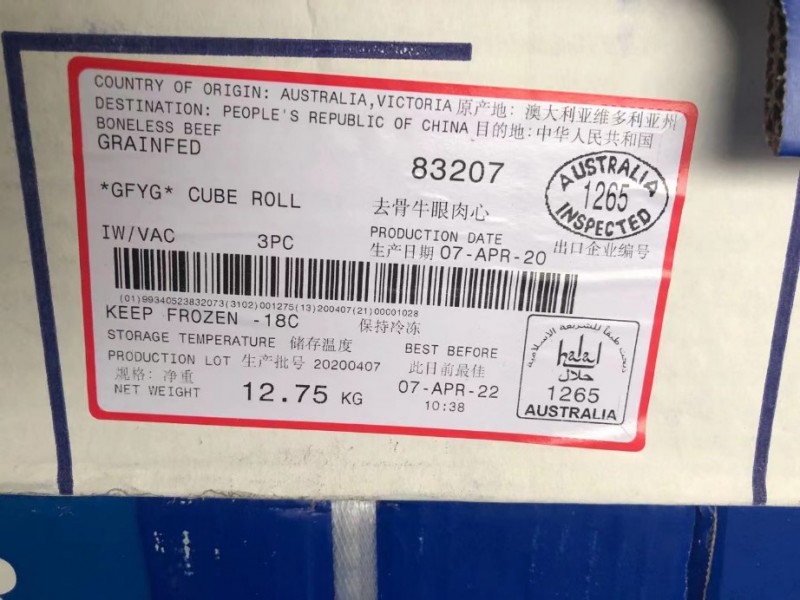 COUNTRY OF ORIGIN: AUSTRALIA,VICTORIA 原产地: 澳大利亚维多利亚州
DESTINATION: PEOPLE'S REPUBLIC OF CHINA 目的地: 中华人民共和国
BONELESS BEEF
GRAINFED
83207
AUSTRALIA
1265
INSPECTED
*GFYG* CUBE ROLL
去骨牛眼肉心
IW/VAC 3PC
PRODUCTION DATE
生产日期 07-APR-20
出口企业编号
(01)99340523832073(3102)001275(13)200407(21)00001028
KEEP FROZEN -18C 保持冷冻
STORAGE TEMPERATURE 储存温度
PRODUCTION LOT 生产批号 20200407
规格: 净重
NET WEIGHT 12.75 KG
BEST BEFORE
此日前最佳
07-APR-22
10:38
ذبحت طبقاً للشريعة الاسلامية
halal
حلال
1265
AUSTRALIA